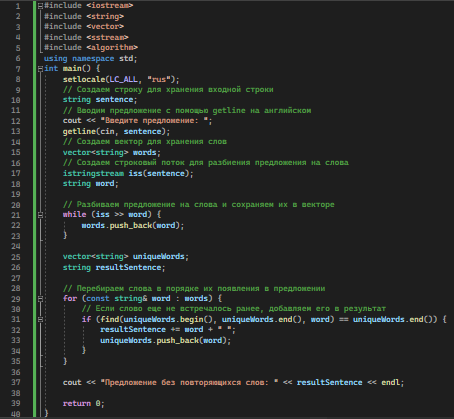 1 #include <iostream>
2 #include <string>
3 #include <vector>
4 #include <sstream>
5 #include <algorithm>
6 using namespace std;
7 int main() {
8 setlocale(LC_ALL, "rus");
9 // Создаем строку для хранения входной строки
10 string sentence;
11 // Вводим предложение с помощью getline на английском
12 cout << "Введите предложение: ";
13 getline(cin, sentence);
14 // Создаем вектор для хранения слов
15 vector<string> words;
16 // Создаем строковый поток для разбиения предложения на слова
17 istringstream iss(sentence);
18 string word;
19
20 // Разбиваем предложение на слова и сохраняем их в векторе
21 while (iss >> word) {
22 words.push_back(word);
23 }
24
25 vector<string> uniqueWords;
26 string resultSentence;
27
28 // Перебираем слова в порядке их появления в предложении
29 for (const string& word : words) {
30 // Если слово еще не встречалось ранее, добавляем его в результат
31 if (find(uniqueWords.begin(), uniqueWords.end(), word) == uniqueWords.end()) {
32 resultSentence += word + " ";
33 uniqueWords.push_back(word);
34 }
35 }
36
37 cout << "Предложение без повторяющихся слов: " << resultSentence << endl;
38
39 return 0;
40 }